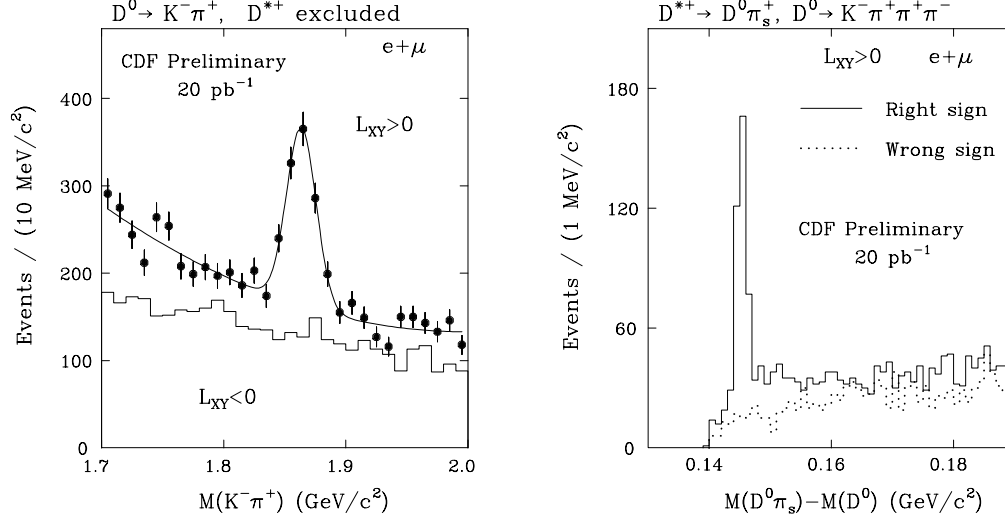 D⁰→ K⁻π⁺, D*⁺ excluded
e+μ
CDF Preliminary
20 pb⁻¹
L_XY>0
L_XY<0
Events / (10 MeV/c²)
400
300
200
100
0
1.7 1.8 1.9 2.0
M(K⁻π⁺) (GeV/c²)
D*⁺→ D⁰π_s⁺, D⁰→ K⁻π⁺π⁺π⁻
L_XY>0 e+μ
Right sign
Wrong sign
CDF Preliminary
20 pb⁻¹
Events / (1 MeV/c²)
180
120
60
0
0.14 0.16 0.18
M(D⁰π_s)−M(D⁰) (GeV/c²)